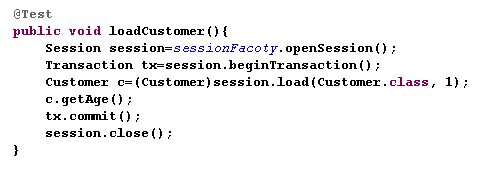 @Test
public void loadCustomer(){
Session session=sessionFacoty.openSession();
Transaction tx=session.beginTransaction();
Customer c=(Customer)session.load(Customer.class, 1);
c.getAge();
tx.commit();
session.close();
}